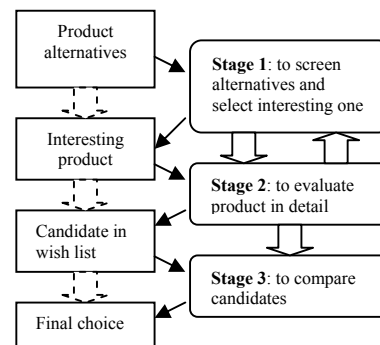 Product
alternatives
Stage 1: to screen
alternatives and
select interesting one
Interesting
product
Stage 2: to evaluate
product in detail
Candidate in
wish list
Stage 3: to compare
candidates
Final choice